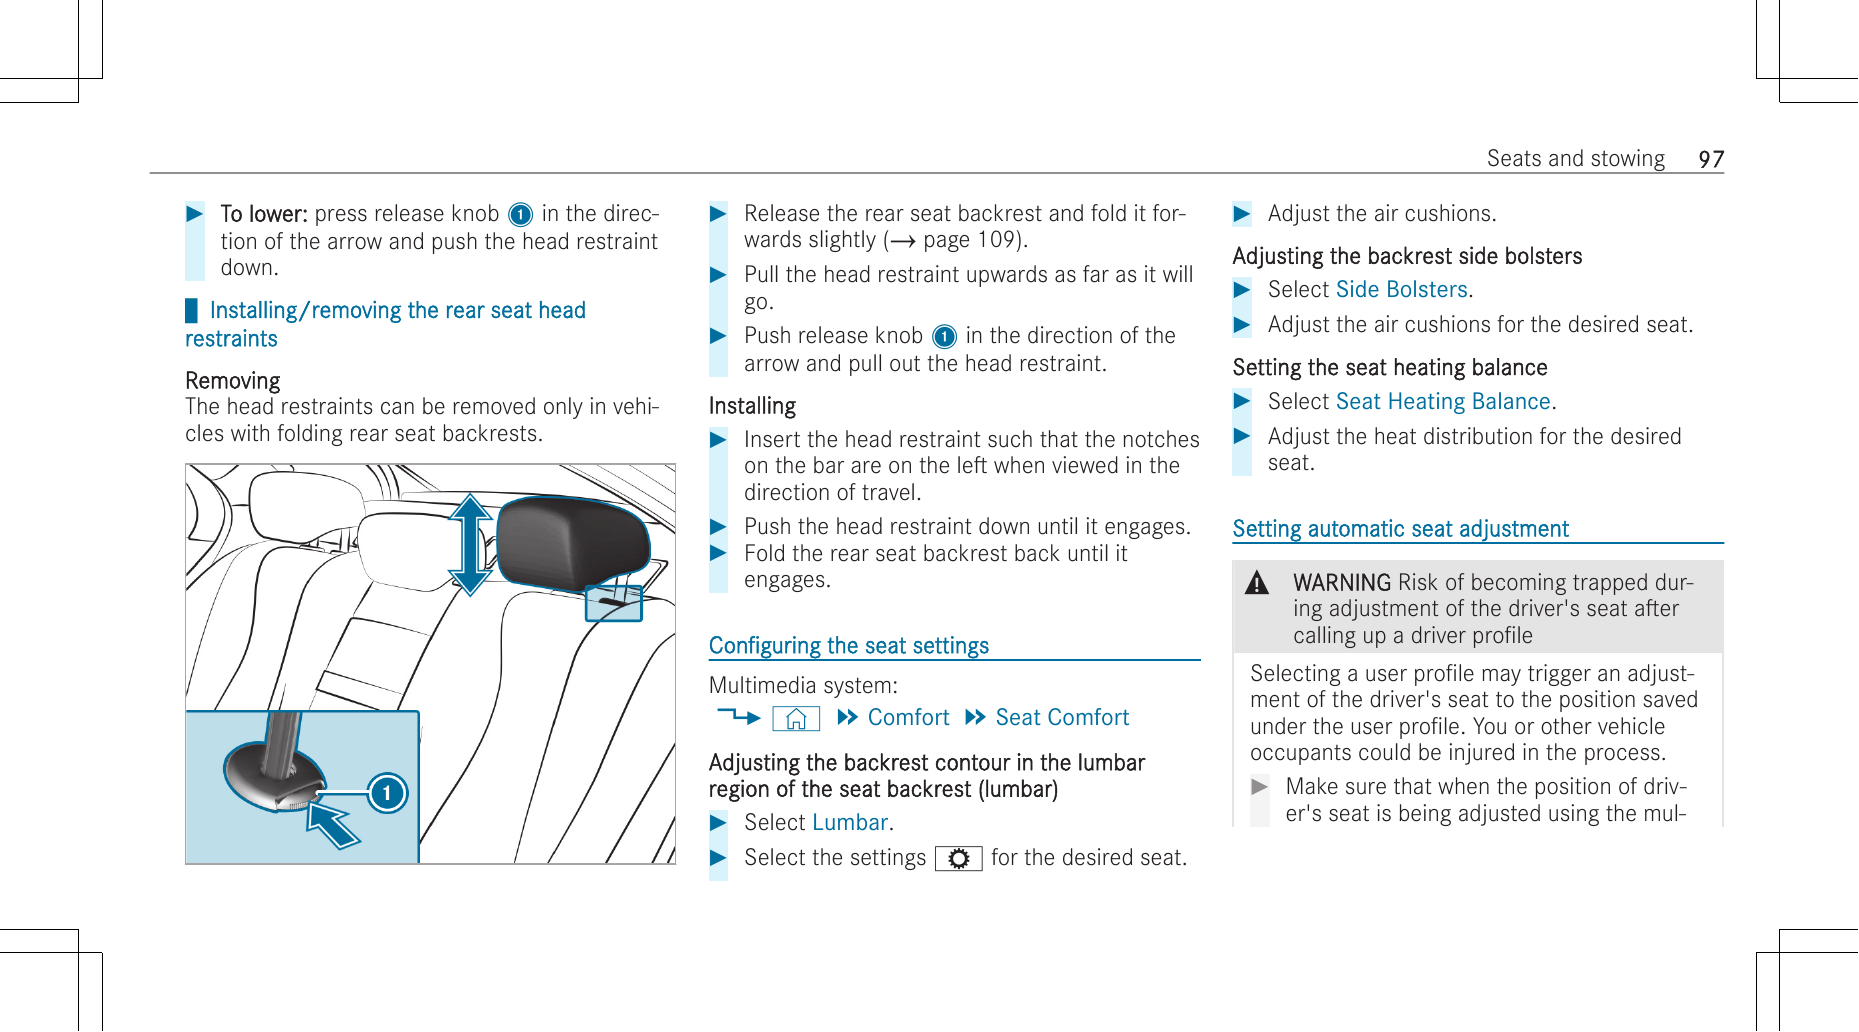 Seats and stowing 97
To lower: press release knob 1 in the direc-
tion of the arrow and push the head restraint
down.
Installing/removing the rear seat head
restraints
Removing
The head restraints can be removed only in vehi-
cles with folding rear seat backrests.
1
Release the rear seat backrest and fold it for-
wards slightly (→ page 109).
Pull the head restraint upwards as far as it will
go.
Push release knob 1 in the direction of the
arrow and pull out the head restraint.
Installing
Insert the head restraint such that the notches
on the bar are on the left when viewed in the
direction of travel.
Push the head restraint down until it engages.
Fold the rear seat backrest back until it
engages.
Configuring the seat settings
Multimedia system:
Comfort Seat Comfort
Adjusting the backrest contour in the lumbar
region of the seat backrest (lumbar)
Select Lumbar.
Select the settings for the desired seat.
Adjust the air cushions.
Adjusting the backrest side bolsters
Select Side Bolsters.
Adjust the air cushions for the desired seat.
Setting the seat heating balance
Select Seat Heating Balance.
Adjust the heat distribution for the desired
seat.
Setting automatic seat adjustment
WARNING Risk of becoming trapped dur-
ing adjustment of the driver's seat after
calling up a driver profile
Selecting a user profile may trigger an adjust-
ment of the driver's seat to the position saved
under the user profile. You or other vehicle
occupants could be injured in the process.
Make sure that when the position of driv-
er's seat is being adjusted using the mul-